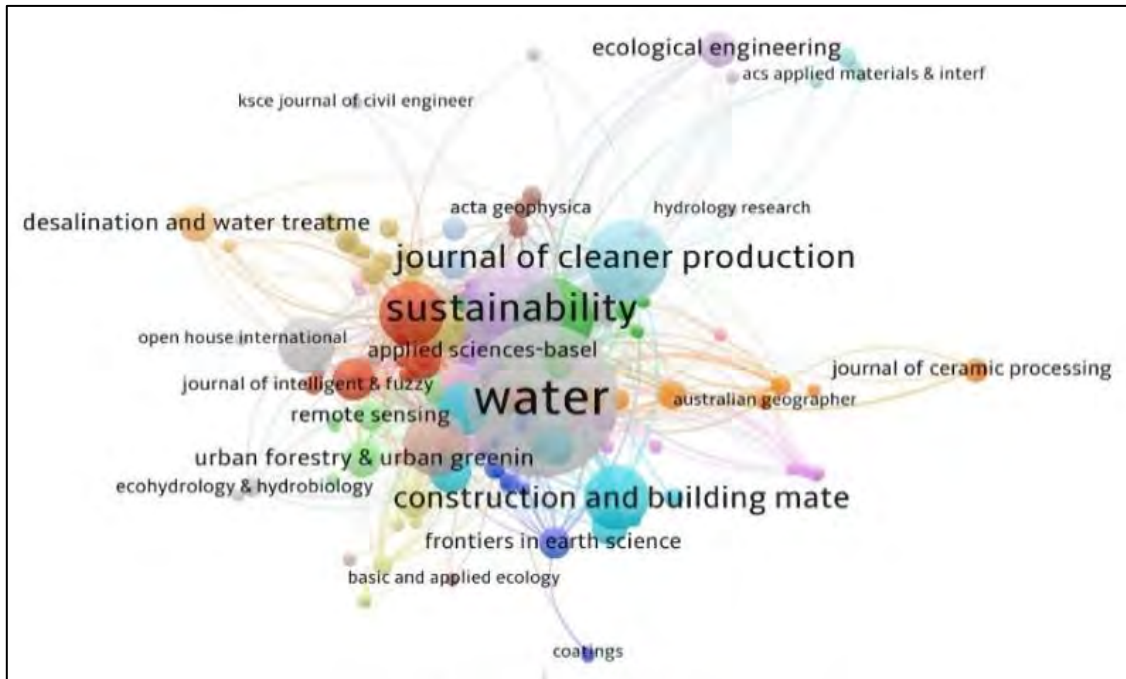 ecological engineering
acs applied materials & interf
ksce journal of civil engineer
acta geophysica
hydrology research
desalination and water treatme
journal of cleaner production
sustainability
open house international
applied sciences-basel
journal of ceramic processing
journal of intelligent & fuzzy
water
australian geographer
remote sensing
urban forestry & urban greenin
ecohydrology & hydrobiology
construction and building mate
frontiers in earth science
basic and applied ecology
coatings